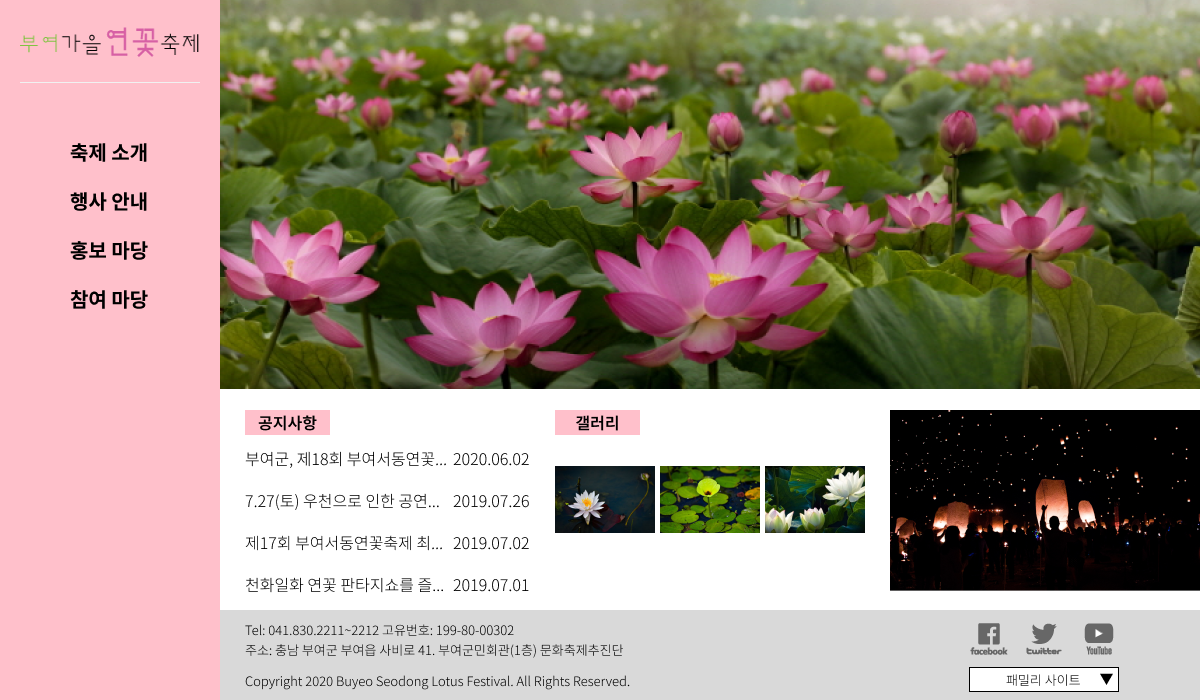 부여가을연꽃축제
축제 소개
행사 안내
홍보 마당
참여 마당
공지사항
부여군, 제18회 부여서동연꽃... 2020.06.02
7.27(토) 우천으로 인한 공연... 2019.07.26
제17회 부여서동연꽃축제 최... 2019.07.02
천화일화 연꽃 판타지쇼를 즐... 2019.07.01
갤러리
Tel: 041.830.2211~2212 고유번호: 199-80-00302
주소: 충남 부여군 부여읍 사비로 41. 부여군민회관(1층) 문화축제추진단
Copyright 2020 Buyeo Seodong Lotus Festival. All Rights Reserved.
facebook twitter YouTube
패밀리 사이트 ▼